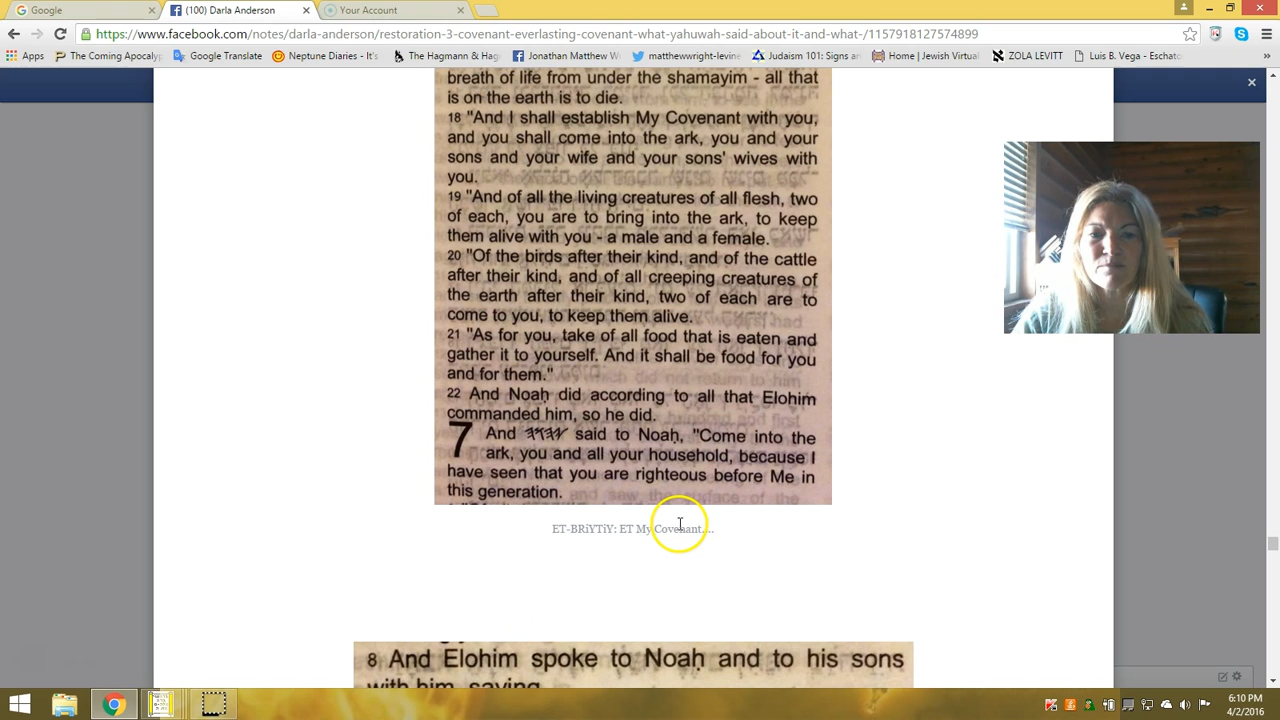 Google
(100) Darla Anderson
Your Account
https://www.facebook.com/notes/darla-anderson/restoration-3-covenant-everlasting-covenant-what-yahuwah-said-about-it-and-what-/1157918127574899
Apps
The Coming Apocalyp
Google Translate
Neptune Diaries - It's
The Hagmann & Hag
Jonathan Matthew W
matthewwright-levine
Judaism 101: Signs an
Home | Jewish Virtual
ZOLA LEVITT
Luis B. Vega - Eschato
breath of life from under the shamayim - all that
is on the earth is to die.
18 "And I shall establish My Covenant with you,
and you shall come into the ark, you and your
sons and your wife and your sons' wives with
you.
19 "And of all the living creatures of all flesh, two
of each, you are to bring into the ark, to keep
them alive with you - a male and a female.
20 "Of the birds after their kind, and of the cattle
after their kind, and of all creeping creatures of
the earth after their kind, two of each are to
come to you, to keep them alive.
21 "As for you, take of all food that is eaten and
gather it to yourself. And it shall be food for you
and for them."
22 And Noaḥ did according to all that Elohim
commanded him, so he did.
7 And 𐤉𐤄𐤅𐤄 said to Noaḥ, "Come into the
ark, you and all your household, because I
have seen that you are righteous before Me in
this generation.
ET-BRiYTiY: ET My Covenant....
8 And Elohim spoke to Noaḥ and to his sons
with him, saying
6:10 PM
4/2/2016